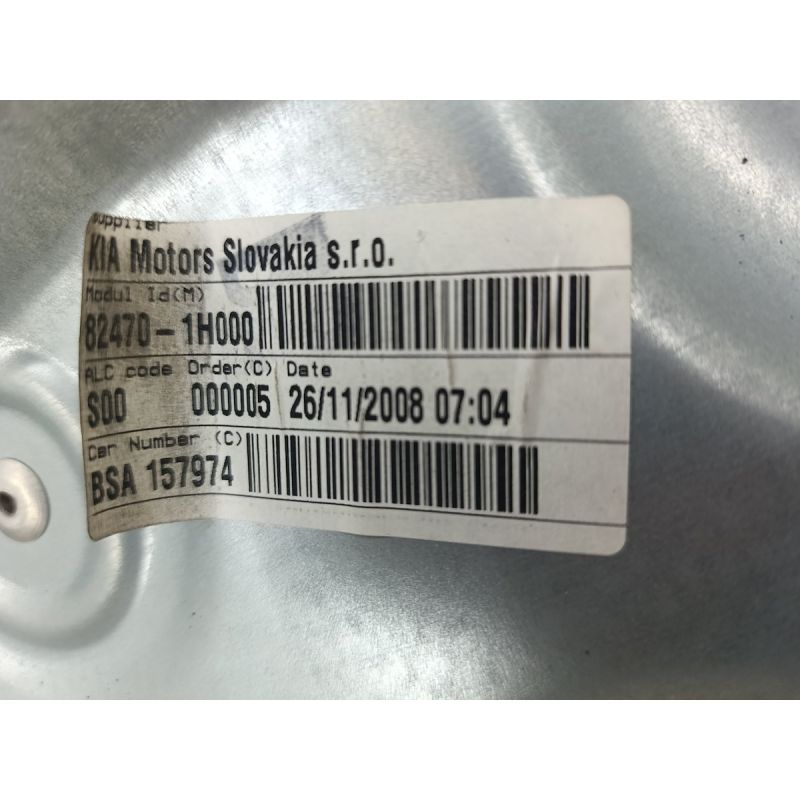 Supplier
KIA Motors Slovakia s.r.o.
Modul Id(M)
82470-1H000
ALC code Order(C) Date
S00 000005 26/11/2008 07:04
Car Number (C)
BSA 157974